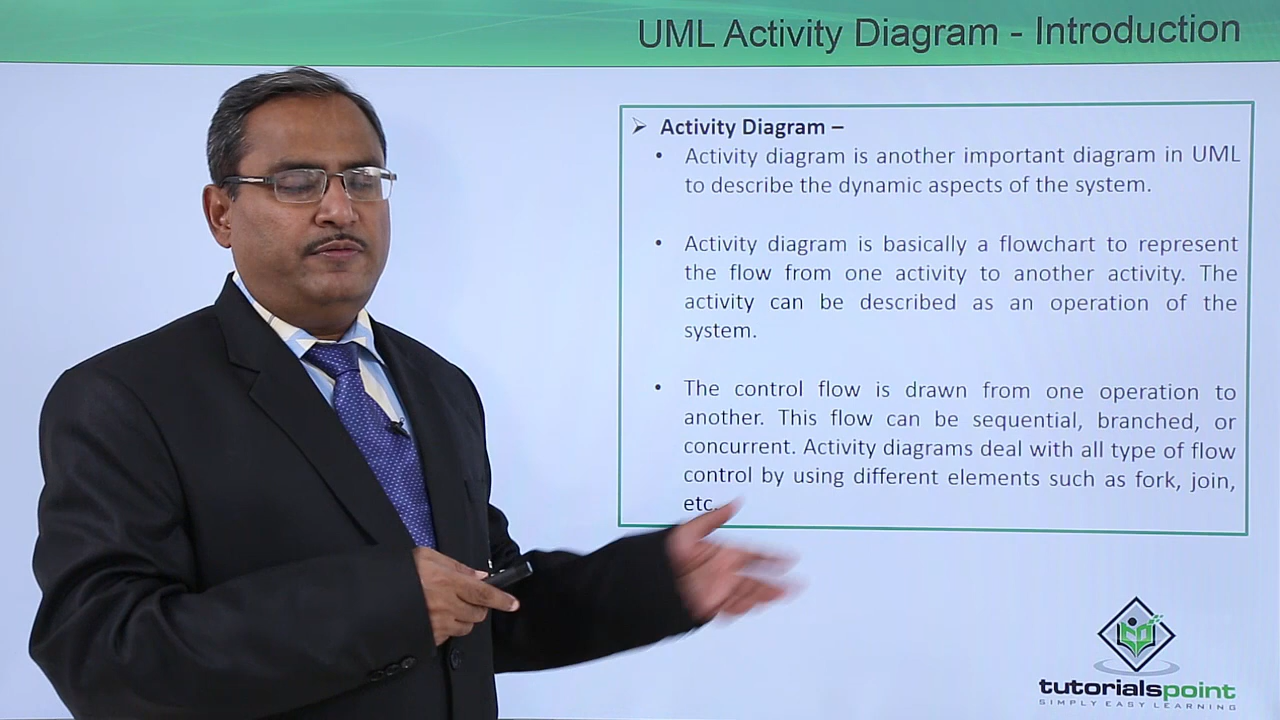 UML Activity Diagram - Introduction
➢ Activity Diagram –
• Activity diagram is another important diagram in UML
to describe the dynamic aspects of the system.
• Activity diagram is basically a flowchart to represent
the flow from one activity to another activity. The
activity can be described as an operation of the
system.
• The control flow is drawn from one operation to
another. This flow can be sequential, branched, or
concurrent. Activity diagrams deal with all type of flow
control by using different elements such as fork, join,
etc.
tutorialspoint
SIMPLY EASY LEARNING